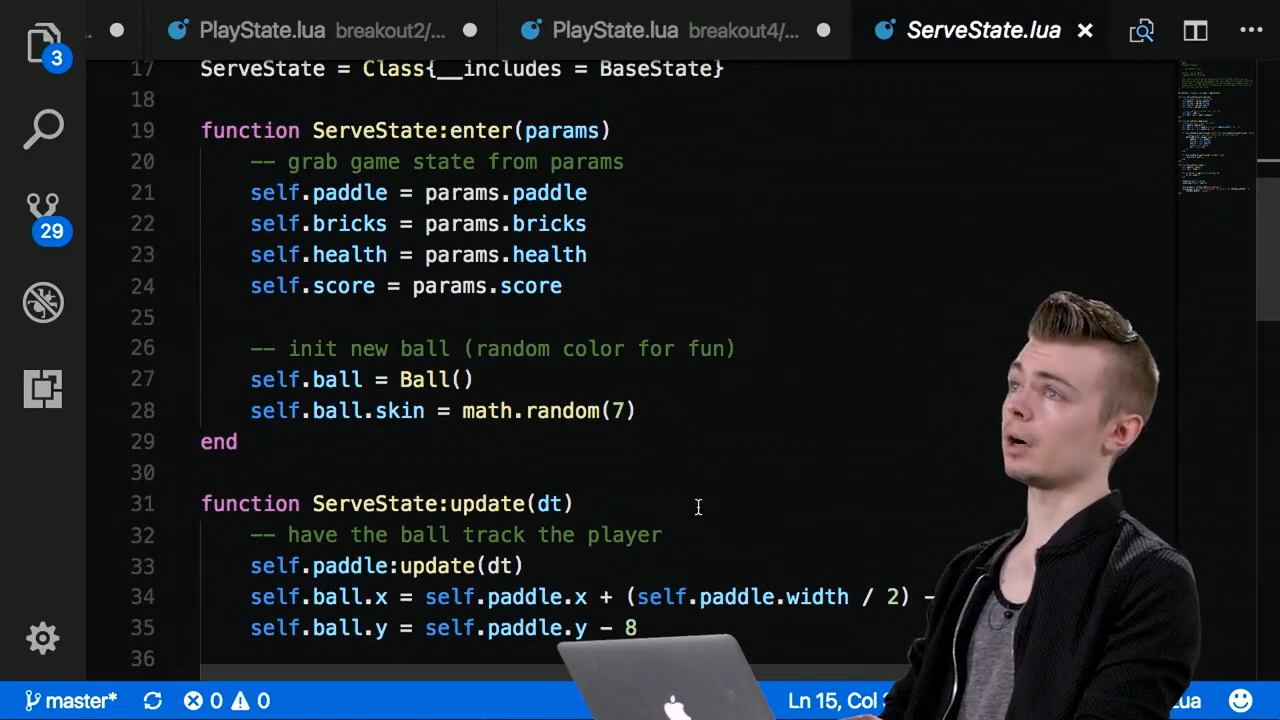 3
29
PlayState.lua breakout2/...
PlayState.lua breakout4/...
ServeState.lua
17 ServeState = Class{__includes = BaseState}
18
19 function ServeState:enter(params)
20 -- grab game state from params
21 self.paddle = params.paddle
22 self.bricks = params.bricks
23 self.health = params.health
24 self.score = params.score
25
26 -- init new ball (random color for fun)
27 self.ball = Ball()
28 self.ball.skin = math.random(7)
29 end
30
31 function ServeState:update(dt)
32 -- have the ball track the player
33 self.paddle:update(dt)
34 self.ball.x = self.paddle.x + (self.paddle.width / 2) -
35 self.ball.y = self.paddle.y - 8
36
master* 0 0 Ln 15, Col